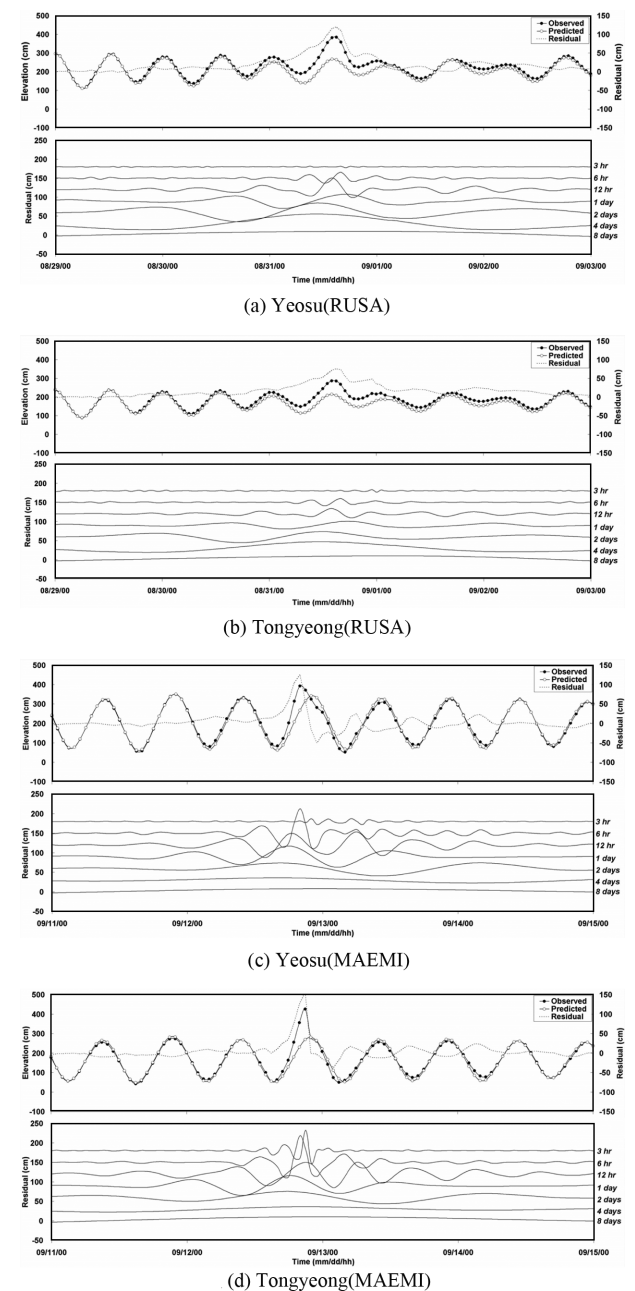 500
400
300
200
100
0
-100
Elevation (cm)
Observed
Predicted
Residual
150
100
50
0
-50
-100
-150
Residual (cm)
250
200
150
100
50
0
-50
Residual (cm)
3 hr
6 hr
12 hr
1 day
2 days
4 days
8 days
08/29/00 08/30/00 08/31/00 09/01/00 09/02/00 09/03/00
Time (mm/dd/hh)
(a) Yeosu(RUSA)
500
400
300
200
100
0
-100
Elevation (cm)
Observed
Predicted
Residual
150
100
50
0
-50
-100
-150
Residual (cm)
250
200
150
100
50
0
-50
Residual (cm)
3 hr
6 hr
12 hr
1 day
2 days
4 days
8 days
08/29/00 08/30/00 08/31/00 09/01/00 09/02/00 09/03/00
Time (mm/dd/hh)
(b) Tongyeong(RUSA)
500
400
300
200
100
0
-100
Elevation (cm)
Observed
Predicted
Residual
150
100
50
0
-50
-100
-150
Residual (cm)
250
200
150
100
50
0
-50
Residual (cm)
3 hr
6 hr
12 hr
1 day
2 days
4 days
8 days
09/11/00 09/12/00 09/13/00 09/14/00 09/15/00
Time (mm/dd/hh)
(c) Yeosu(MAEMI)
500
400
300
200
100
0
-100
Elevation (cm)
Observed
Predicted
Residual
150
100
50
0
-50
-100
-150
Residual (cm)
250
200
150
100
50
0
-50
Residual (cm)
3 hr
6 hr
12 hr
1 day
2 days
4 days
8 days
09/11/00 09/12/00 09/13/00 09/14/00 09/15/00
Time (mm/dd/hh)
(d) Tongyeong(MAEMI)